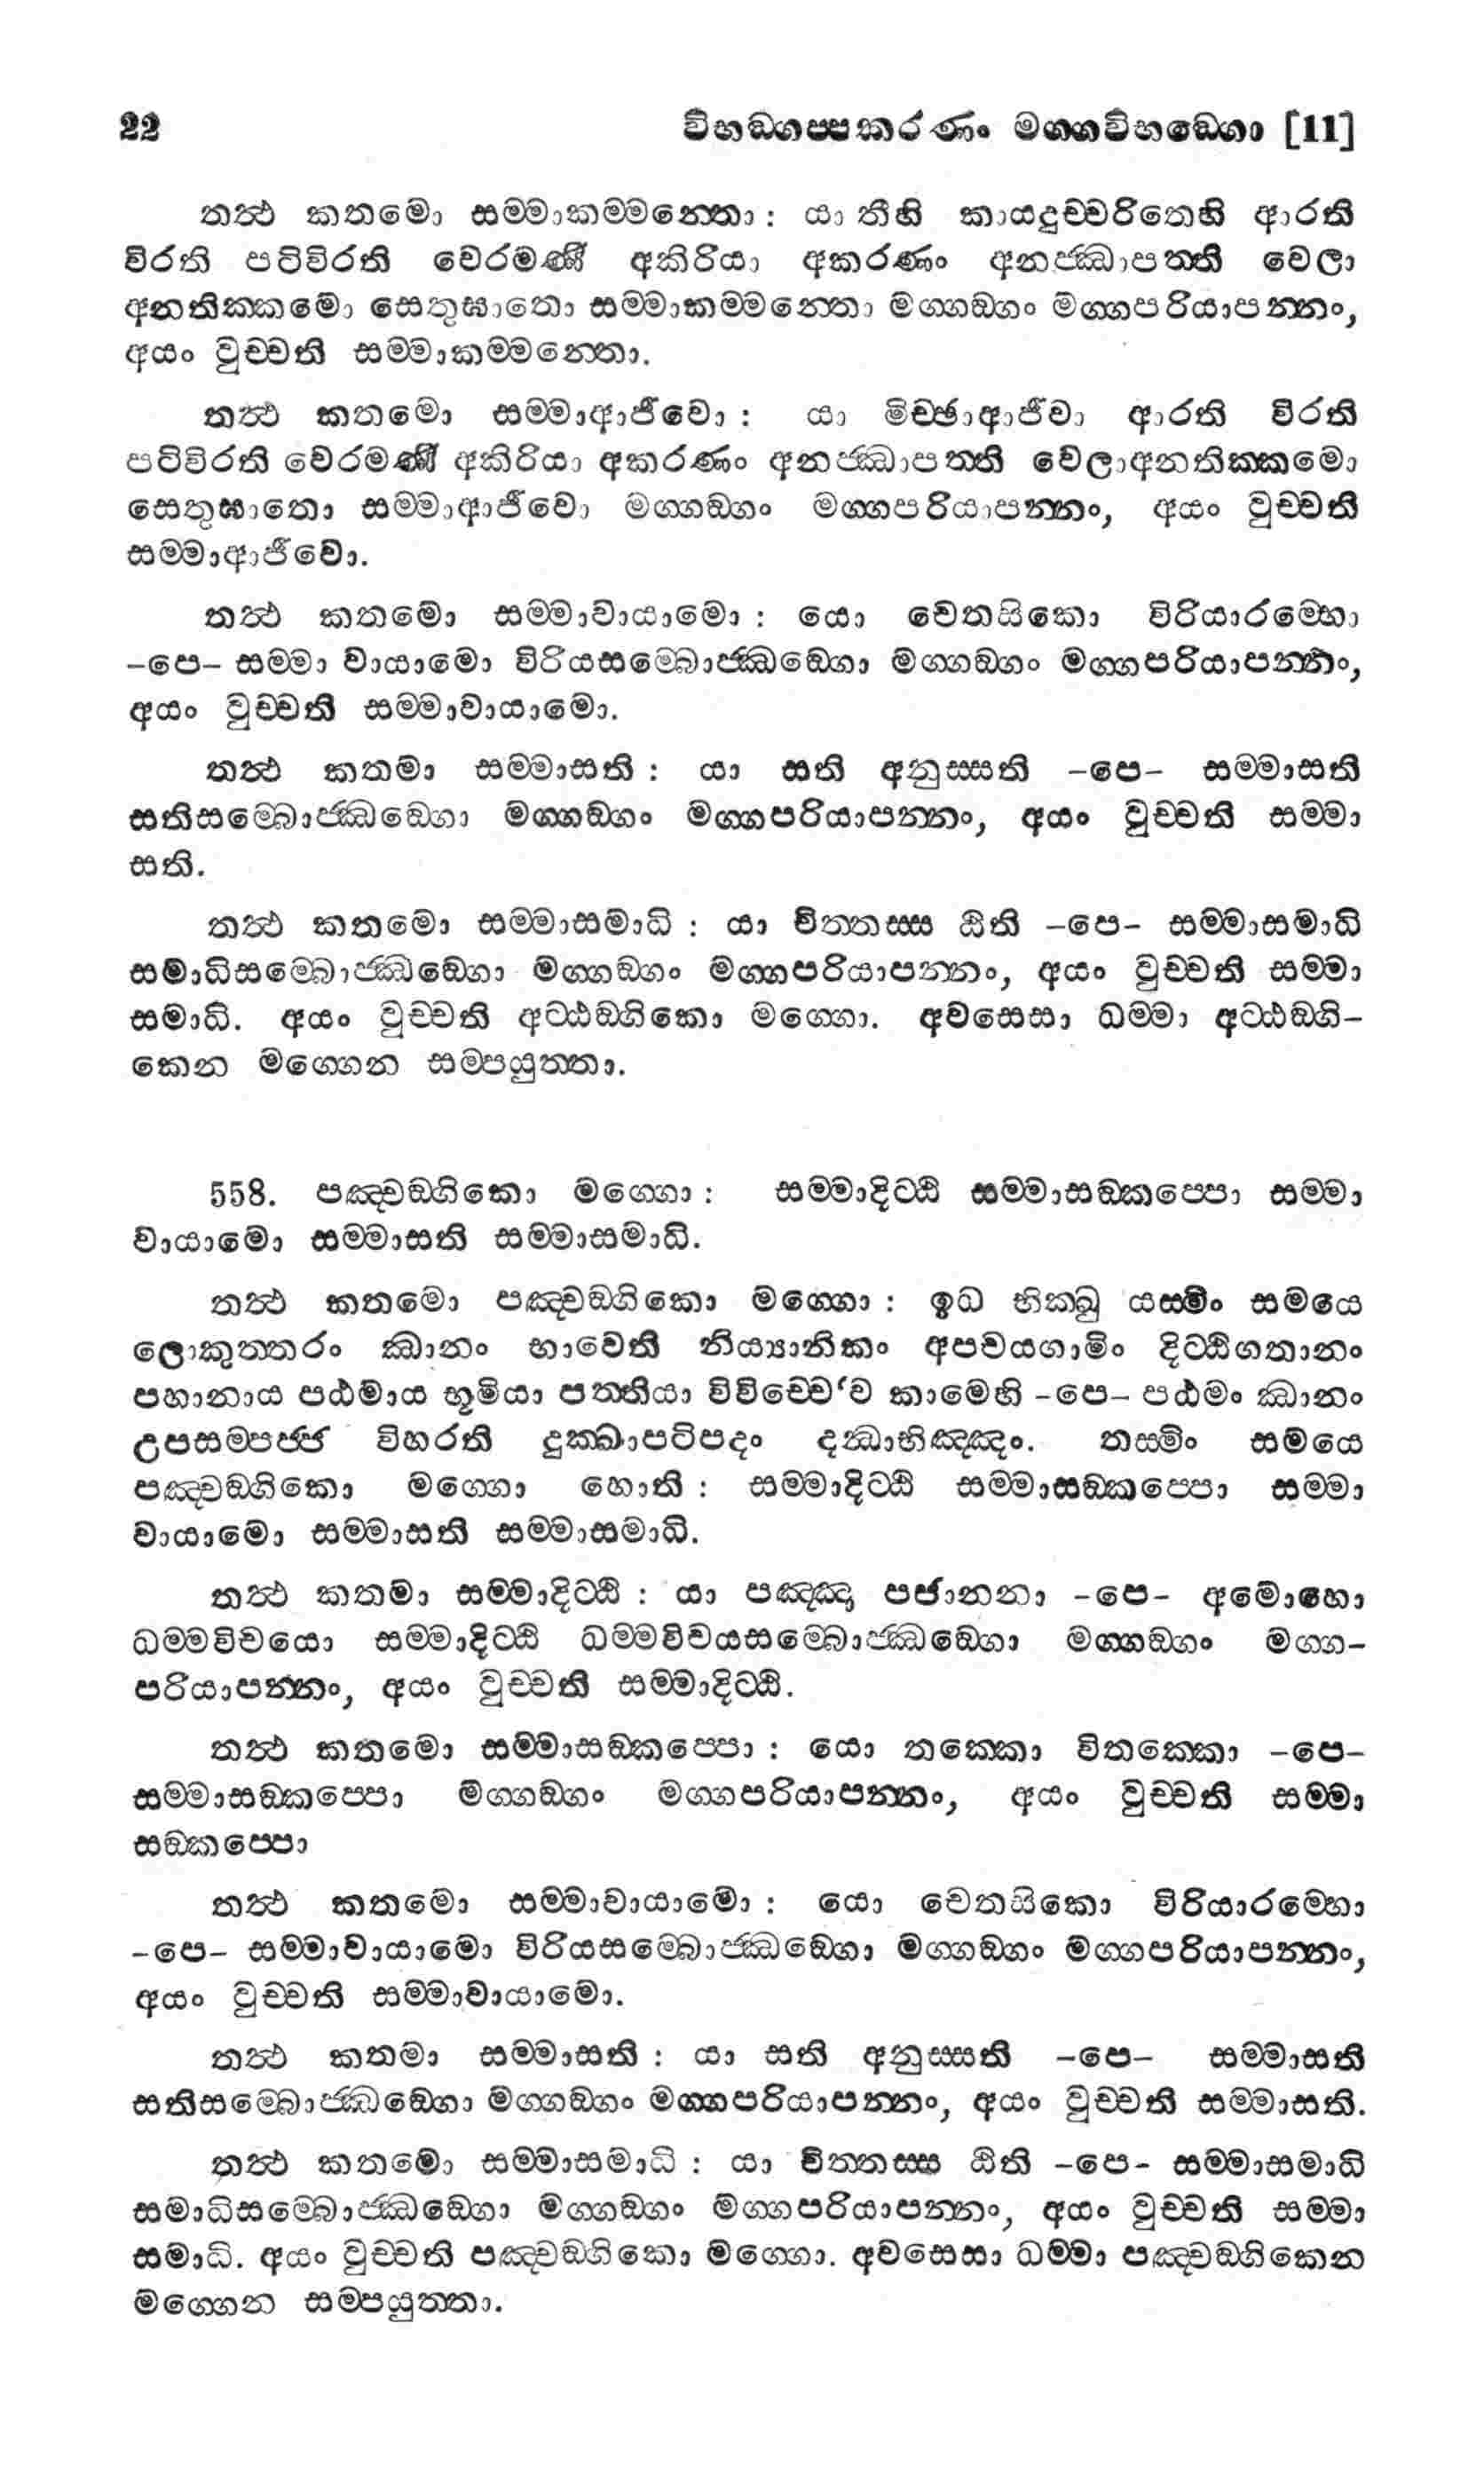 22 විභඞ්ගප්පකරණං මග්ගවිභඞ්ගො [11]
තත්ථ කතමො සම්මාකම්මන්තො : යා තීහි කායදුච්චරිතෙහි ආරති
විරති පටිවිරති වෙරමණී අකිරියා අකරණං අනජ්ඣාපත්ති වෙලා
අනතික්කමො සෙතුඝාතො සම්මාකම්මන්තො මග්ගඞ්ගං මග්ගපරියාපන්නං,
අයං වුච්චති සම්මාකම්මන්තො.
තත්ථ කතමො සම්මාආජීවො : යා මිච්ඡාආජීවා ආරති විරති
පටිවිරති වෙරමණී අකිරියා අකරණං අනජ්ඣාපත්ති වෙලාඅනතික්කමො
සෙතුඝාතො සම්මාආජීවො මග්ගඞ්ගං මග්ගපරියාපන්නං, අයං වුච්චති
සම්මාආජීවො.
තත්ථ කතමො සම්මාවායාමො : යො චෙතසිකො විරියාරම්භො
-පෙ- සම්මා වායාමො විරියසම්බොජ්ඣඞ්ගො මග්ගඞ්ගං මග්ගපරියාපන්නං,
අයං වුච්චති සම්මාවායාමො.
තත්ථ කතමා සම්මාසති : යා සති අනුස්සති -පෙ- සම්මාසති
සතිසම්බොජ්ඣඞ්ගො මග්ගඞ්ගං මග්ගපරියාපන්නං, අයං වුච්චති සම්මා
සති.
තත්ථ කතමො සම්මාසමාධි : යා චිත්තස්ස ඨිති -පෙ- සම්මාසමාධි
සමාධිසම්බොජ්ඣඞ්ගො මග්ගඞ්ගං මග්ගපරියාපන්නං, අයං වුච්චති සම්මා
සමාධි. අයං වුච්චති අට්ඨඞ්ගිකො මග්ගො. අවසෙසා ධම්මා අට්ඨඞ්ගි-
කෙන මග්ගෙන සම්පයුත්තා.
558. පඤ්චඞ්ගිකො මග්ගො : සම්මාදිට්ඨි සම්මාසඞ්කප්පො සම්මා
වායාමො සම්මාසති සම්මාසමාධි.
තත්ථ කතමො පඤ්චඞ්ගිකො මග්ගො : ඉධ භික්ඛු යස්මිං සමයෙ
ලොකුත්තරං ඣානං භාවෙති නිය්‍යානිකං අපචයගාමිං දිට්ඨිගතානං
පහානාය පඨමාය භූමියා පත්තියා විවිච්චෙ‘ව කාමෙහි -පෙ- පඨමං ඣානං
උපසම්පජ්ජ විහරති දුක්ඛාපටිපදං දන්ධාභිඤ්ඤං. තස්මිං සමයෙ
පඤ්චඞ්ගිකො මග්ගො හොති : සම්මාදිට්ඨි සම්මාසඞ්කප්පො සම්මා
වායාමො සම්මාසති සම්මාසමාධි.
තත්ථ කතමා සම්මාදිට්ඨි : යා පඤ්ඤා පජානනා -පෙ- අමොහො
ධම්මවිචයො සම්මාදිට්ඨි ධම්මවිචයසම්බොජ්ඣඞ්ගො මග්ගඞ්ගං මග්ග-
පරියාපන්නං, අයං වුච්චති සම්මාදිට්ඨි.
තත්ථ කතමො සම්මාසඞ්කප්පො : යො තක්කො විතක්කො -පෙ-
සම්මාසඞ්කප්පො මග්ගඞ්ගං මග්ගපරියාපන්නං, අයං වුච්චති සම්මා
සඞ්කප්පො
තත්ථ කතමො සම්මාවායාමො : යො චෙතසිකො විරියාරම්භො
-පෙ- සම්මාවායාමො විරියසම්බොජ්ඣඞ්ගො මග්ගඞ්ගං මග්ගපරියාපන්නං,
අයං වුච්චති සම්මාවායාමො.
තත්ථ කතමා සම්මාසති : යා සති අනුස්සති -පෙ- සම්මාසති
සතිසම්බොජ්ඣඞ්ගො මග්ගඞ්ගං මග්ගපරියාපන්නං, අයං වුච්චති සම්මාසති.
තත්ථ කතමො සම්මාසමාධි : යා චිත්තස්ස ඨිති -පෙ- සම්මාසමාධි
සමාධිසම්බොජ්ඣඞ්ගො මග්ගඞ්ගං මග්ගපරියාපන්නං, අයං වුච්චති සම්මා
සමාධි. අයං වුච්චති පඤ්චඞ්ගිකො මග්ගො. අවසෙසා ධම්මා පඤ්චඞ්ගිකෙන
මග්ගෙන සම්පයුත්තා.